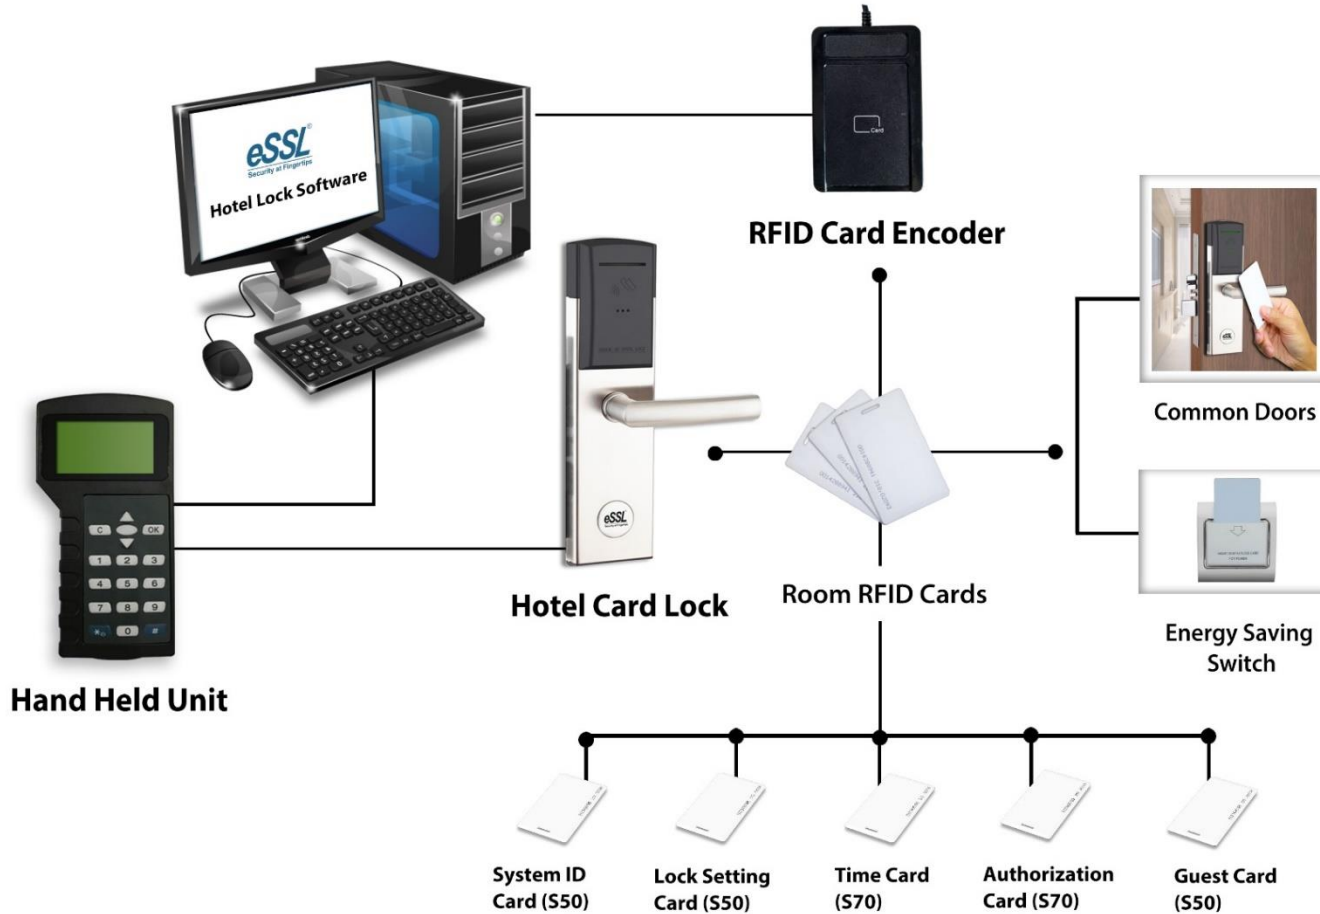 eSSL
Security at Fingertips
Hotel Lock Software
Card
RFID Card Encoder
eSSL
Common Doors
C
OK
1 2 3
4 5 6
7 8 9
0
eSSL
Hotel Card Lock
Room RFID Cards
Energy Saving
Switch
Hand Held Unit
System ID
Card (S50)
Lock Setting
Card (S50)
Time Card
(S70)
Authorization
Card (S70)
Guest Card
(S50)